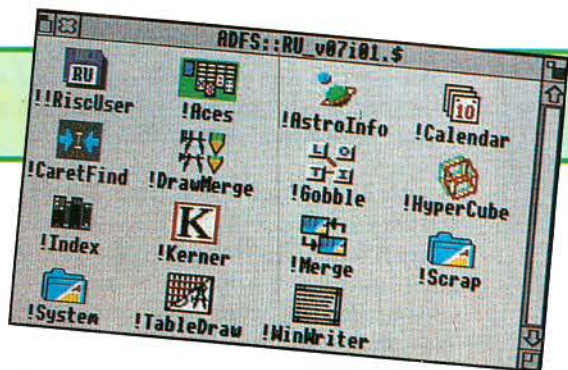 ADFS::RU_v07i01.$
RU
10
!!RiscUser !Aces !AstroInfo !Calendar
I
!CaretFind !DrawMerge !Gobble !HyperCube
K
!Index !Kerner !Merge !Scrap
!System !TableDraw !WinWriter